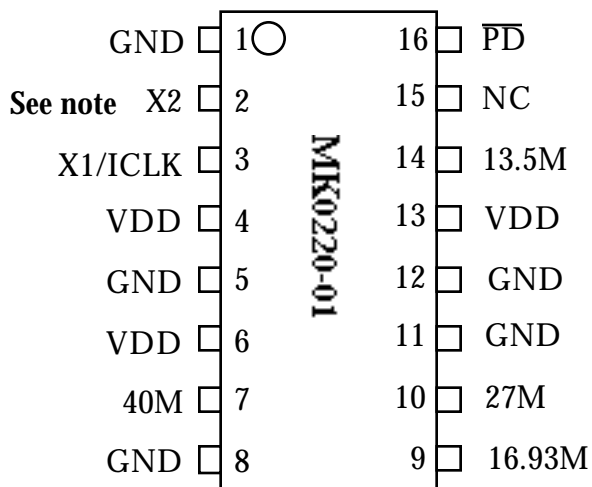 GND 1 16 P̅D̅
See note X2 2 15 NC
X1/ICLK 3 14 13.5M
VDD 4 13 VDD
GND 5 12 GND
VDD 6 11 GND
40M 7 10 27M
GND 8 9 16.93M
MK0220-01